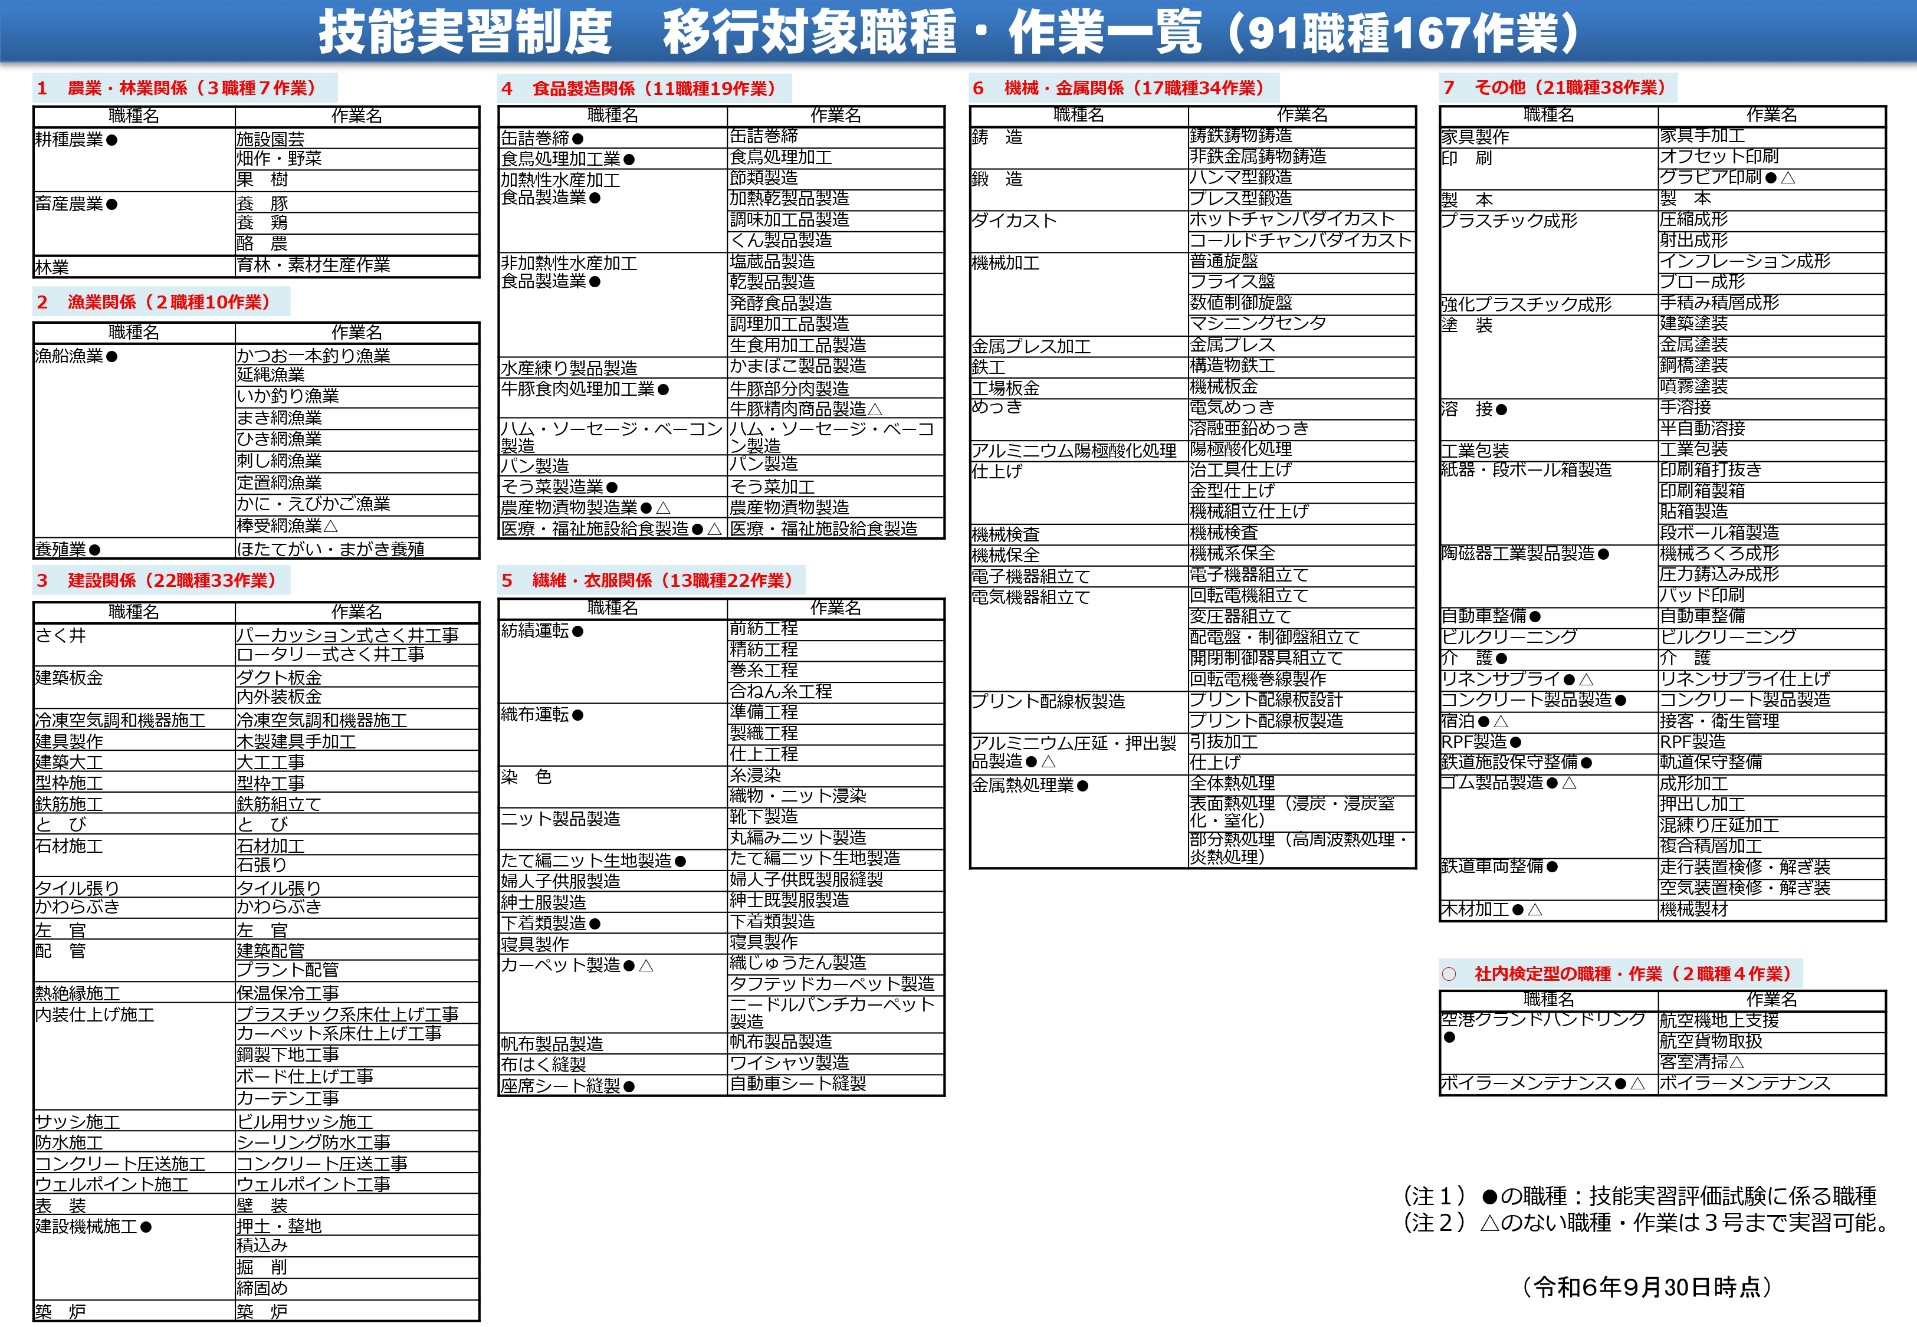 技能実習制度　移行対象職種・作業一覧（91職種167作業）
1　農業・林業関係（３職種７作業）
職種名　作業名
耕種農業●　施設園芸
畑作・野菜
果　樹
畜産農業●　養　豚
養　鶏
酪　農
林業　育林・素材生産作業
2　漁業関係（２職種10作業）
職種名　作業名
漁船漁業●　かつお一本釣り漁業
延縄漁業
いか釣り漁業
まき網漁業
ひき網漁業
刺し網漁業
定置網漁業
かに・えびかご漁業
棒受網漁業△
養殖業●　ほたてがい・まがき養殖
3　建設関係（22職種33作業）
職種名　作業名
さく井　パーカッション式さく井工事
ロータリー式さく井工事
建築板金　ダクト板金
内外装板金
冷凍空気調和機器施工　冷凍空気調和機器施工
建具製作　木製建具手加工
建築大工　大工工事
型枠施工　型枠工事
鉄筋施工　鉄筋組立て
と　び　と　び
石材施工　石材加工
石張り
タイル張り　タイル張り
かわらぶき　かわらぶき
左　官　左　官
配　管　建築配管
プラント配管
熱絶縁施工　保温保冷工事
内装仕上げ施工　プラスチック系床仕上げ工事
カーペット系床仕上げ工事
鋼製下地工事
ボード仕上げ工事
カーテン工事
サッシ施工　ビル用サッシ施工
防水施工　シーリング防水工事
コンクリート圧送施工　コンクリート圧送工事
ウェルポイント施工　ウェルポイント工事
表　装　壁　装
建設機械施工●　押土・整地
積込み
掘　削
締固め
築　炉　築　炉
4　食品製造関係（11職種19作業）
職種名　作業名
缶詰巻締●　缶詰巻締
食鳥処理加工業●　食鳥処理加工
加熱性水産加工　節類製造
食品製造業●　加熱乾製品製造
調味加工品製造
くん製品製造
非加熱性水産加工　塩蔵品製造
食品製造業●　乾製品製造
発酵食品製造
調理加工品製造
生食用加工品製造
水産練り製品製造　かまぼこ製品製造
牛豚食肉処理加工業●　牛豚部分肉製造
牛豚精肉商品製造△
ハム・ソーセージ・ベーコン　ハム・ソーセージ・ベーコ
製造　ン製造
パン製造　パン製造
そう菜製造業●　そう菜加工
農産物漬物製造業●△　農産物漬物製造
医療・福祉施設給食製造●△　医療・福祉施設給食製造
5　繊維・衣服関係（13職種22作業）
職種名　作業名
紡績運転●　前紡工程
精紡工程
巻糸工程
合ねん糸工程
織布運転●　準備工程
製織工程
仕上工程
染　色　糸浸染
織物・ニット浸染
ニット製品製造　靴下製造
丸編みニット製造
たて編ニット生地製造●　たて編ニット生地製造
婦人子供服製造　婦人子供既製服縫製
紳士服製造　紳士既製服製造
下着類製造●　下着類製造
寝具製作　寝具製作
カーペット製造●△　織じゅうたん製造
タフテッドカーペット製造
ニードルパンチカーペット
製造
帆布製品製造　帆布製品製造
布はく縫製　ワイシャツ製造
座席シート縫製●　自動車シート縫製
6　機械・金属関係（17職種34作業）
職種名　作業名
鋳　造　鋳鉄鋳物鋳造
非鉄金属鋳物鋳造
鍛　造　ハンマ型鍛造
プレス型鍛造
ダイカスト　ホットチャンバダイカスト
コールドチャンバダイカスト
機械加工　普通旋盤
フライス盤
数値制御旋盤
マシニングセンタ
金属プレス加工　金属プレス
鉄工　構造物鉄工
工場板金　機械板金
めっき　電気めっき
溶融亜鉛めっき
アルミニウム陽極酸化処理　陽極酸化処理
仕上げ　治工具仕上げ
金型仕上げ
機械組立仕上げ
機械検査　機械検査
機械保全　機械系保全
電子機器組立て　電子機器組立て
電気機器組立て　回転電機組立て
変圧器組立て
配電盤・制御盤組立て
開閉制御器具組立て
回転電機巻線製作
プリント配線板製造　プリント配線板設計
プリント配線板製造
アルミニウム圧延・押出製　引抜加工
品製造●△　仕上げ
金属熱処理業●　全体熱処理
表面熱処理（浸炭・浸炭窒
化・窒化）
部分熱処理（高周波熱処理・
炎熱処理）
7　その他（21職種38作業）
職種名　作業名
家具製作　家具手加工
印　刷　オフセット印刷
グラビア印刷●△
製　本　製　本
プラスチック成形　圧縮成形
射出成形
インフレーション成形
ブロー成形
強化プラスチック成形　手積み積層成形
塗　装　建築塗装
金属塗装
鋼橋塗装
噴霧塗装
溶　接●　手溶接
半自動溶接
工業包装　工業包装
紙器・段ボール箱製造　印刷箱打抜き
印刷箱製箱
貼箱製造
段ボール箱製造
陶磁器工業製品製造●　機械ろくろ成形
圧力鋳込み成形
パッド印刷
自動車整備●　自動車整備
ビルクリーニング　ビルクリーニング
介　護●　介　護
リネンサプライ●△　リネンサプライ仕上げ
コンクリート製品製造●　コンクリート製品製造
宿泊●△　接客・衛生管理
RPF製造●　RPF製造
鉄道施設保守整備●　軌道保守整備
ゴム製品製造●△　成形加工
押出し加工
混練り圧延加工
複合積層加工
鉄道車両整備●　走行装置検修・解ぎ装
空気装置検修・解ぎ装
木材加工●△　機械製材
○　社内検定型の職種・作業（２職種４作業）
職種名　作業名
空港グランドハンドリング　航空機地上支援
●　航空貨物取扱
客室清掃△
ボイラーメンテナンス●△　ボイラーメンテナンス
（注１）●の職種：技能実習評価試験に係る職種
（注２）△のない職種・作業は３号まで実習可能。
（令和６年９月30日時点）